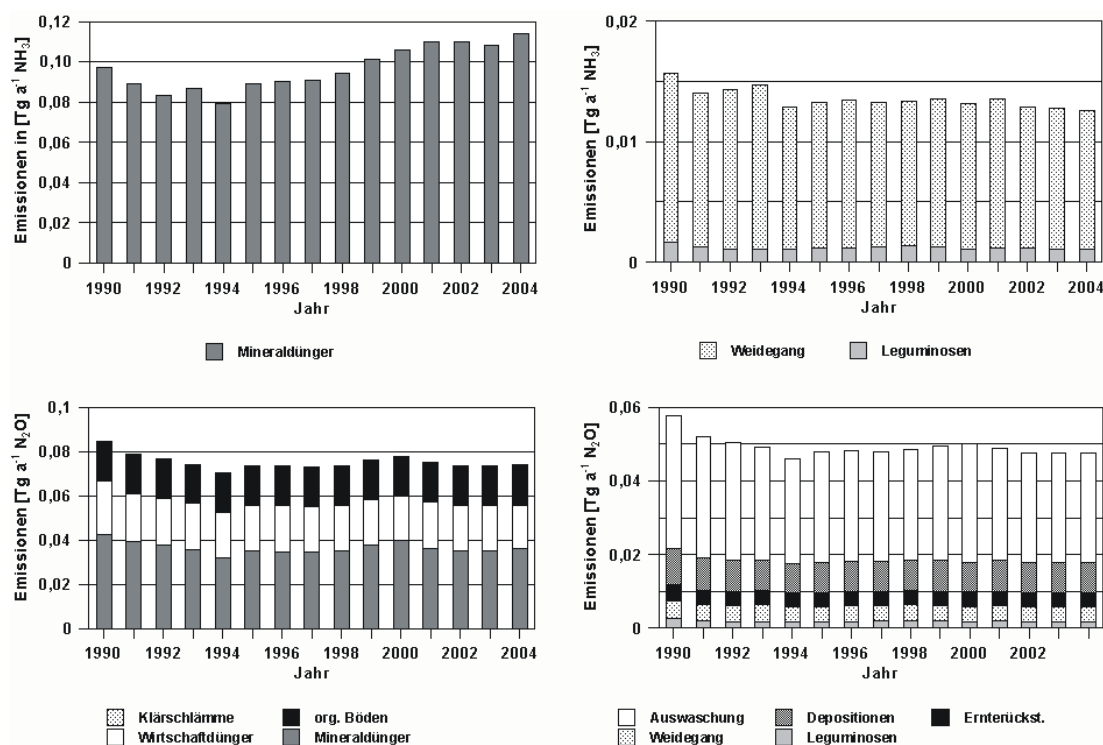 Emissionen in [Tg a⁻¹ NH₃]
0,12
0,10
0,08
0,06
0,04
0,02
0
1990 1992 1994 1996 1998 2000 2002 2004
Jahr
Mineraldünger
Emissionen [Tg a⁻¹ NH₃]
0,02
0,01
0
1990 1992 1994 1996 1998 2000 2002 2004
Jahr
Weidegang Leguminosen
Emissionen [Tg a⁻¹ N₂O]
0,1
0,08
0,06
0,04
0,02
0
1990 1992 1994 1996 1998 2000 2002 2004
Jahr
Klärschlämme org. Böden
Wirtschaftdünger Mineraldünger
Emissionen [Tg a⁻¹ N₂O]
0,06
0,04
0,02
0
1990 1992 1994 1996 1998 2000 2002
Jahr
Auswaschung Depositionen Ernterückst.
Weidegang Leguminosen